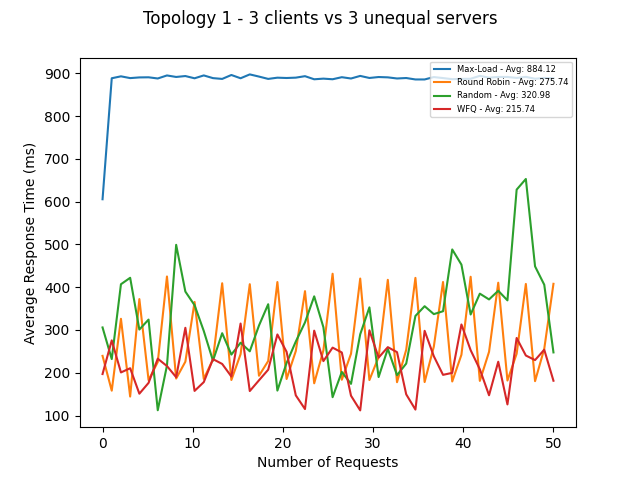 Topology 1 - 3 clients vs 3 unequal servers
Average Response Time (ms)
900
800
700
600
500
400
300
200
100
0
10
20
30
40
50
Number of Requests
Max-Load - Avg: 884.12
Round Robin - Avg: 275.74
Random - Avg: 320.98
WFQ - Avg: 215.74